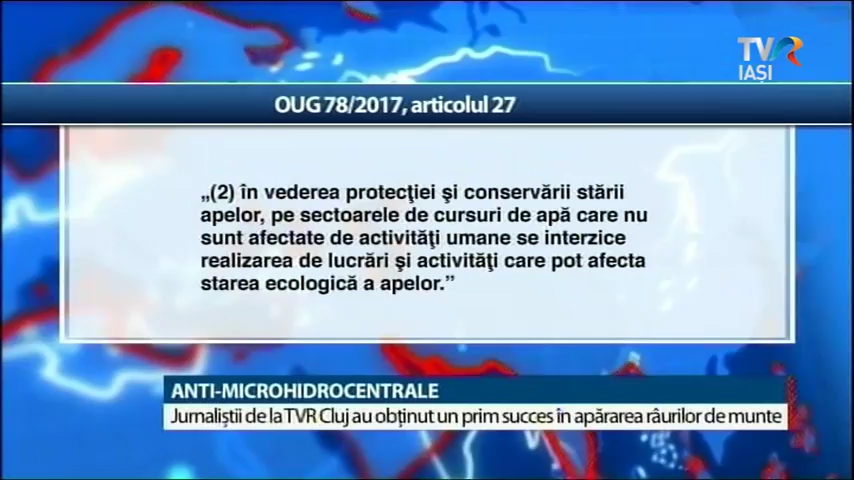 TVR
IAȘI
OUG 78/2017, articolul 27
„(2) în vederea protecţiei şi conservării stării
apelor, pe sectoarele de cursuri de apă care nu
sunt afectate de activităţi umane se interzice
realizarea de lucrări şi activităţi care pot afecta
starea ecologică a apelor.”
ANTI-MICROHIDROCENTRALE
Jurnaliștii de la TVR Cluj au obținut un prim succes în apărarea râurilor de munte